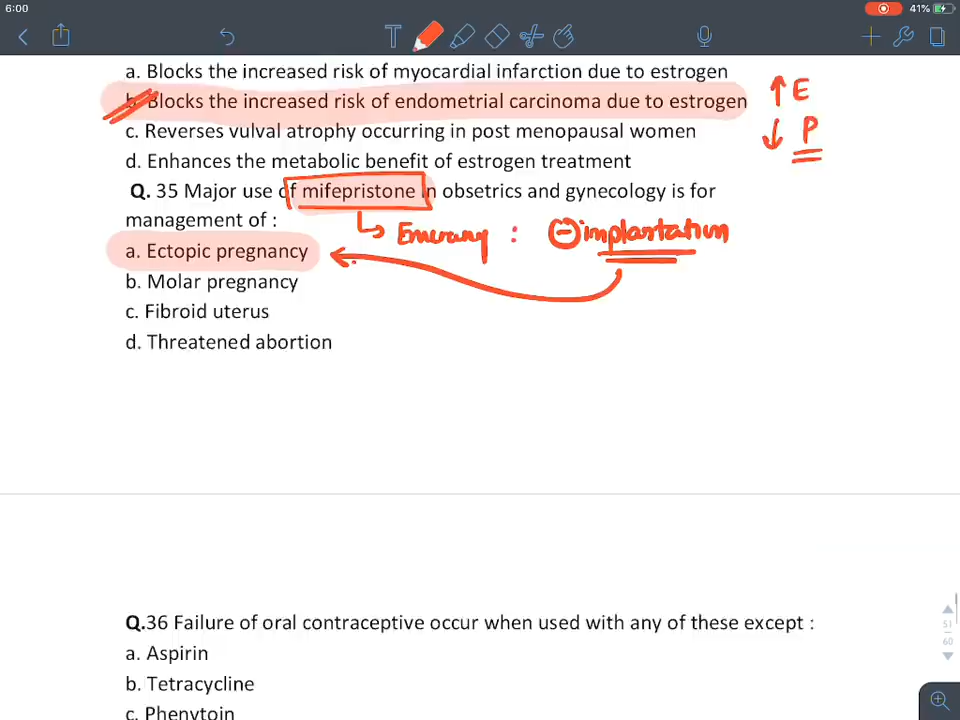 6:00
41%
T
a. Blocks the increased risk of myocardial infarction due to estrogen
b. Blocks the increased risk of endometrial carcinoma due to estrogen
↑ E
c. Reverses vulval atrophy occurring in post menopausal women
↓ P
d. Enhances the metabolic benefit of estrogen treatment
Q. 35 Major use of mifepristone in obsetrics and gynecology is for
management of :
: ⊖ implantation
a. Ectopic pregnancy
b. Molar pregnancy
c. Fibroid uterus
d. Threatened abortion
Q.36 Failure of oral contraceptive occur when used with any of these except :
a. Aspirin
51
60
b. Tetracycline
c. Phenytoin